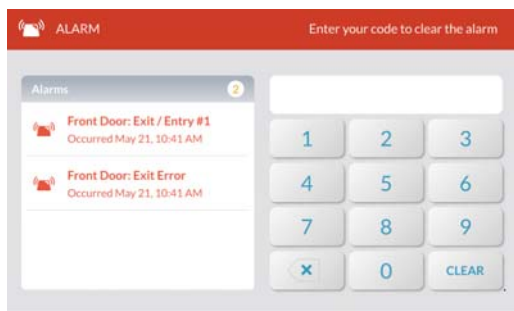 ALARM
Enter your code to clear the alarm
Alarms 2
Front Door: Exit / Entry #1
Occurred May 21, 10:41 AM
Front Door: Exit Error
Occurred May 21, 10:41 AM
1 2 3
4 5 6
7 8 9
0 CLEAR